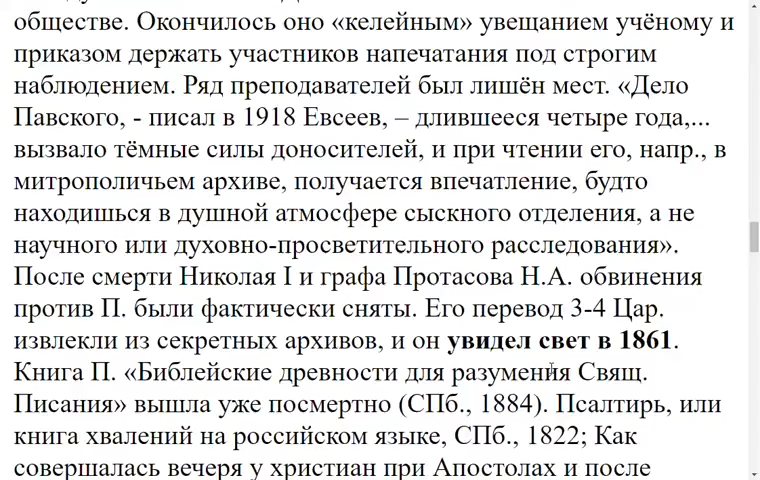 обществе. Окончилось оно «келейным» увещанием учёному и
приказом держать участников напечатания под строгим
наблюдением. Ряд преподавателей был лишён мест. «Дело
Павского, - писал в 1918 Евсеев, – длившееся четыре года,...
вызвало тёмные силы доносителей, и при чтении его, напр., в
митрополичьем архиве, получается впечатление, будто
находишься в душной атмосфере сыскного отделения, а не
научного или духовно-просветительного расследования».
После смерти Николая I и графа Протасова Н.А. обвинения
против П. были фактически сняты. Его перевод 3-4 Цар.
извлекли из секретных архивов, и он увидел свет в 1861.
Книга П. «Библейские древности для разумения Свящ.
Писания» вышла уже посмертно (СПб., 1884). Псалтирь, или
книга хвалений на российском языке, СПб., 1822; Как
совершалась вечеря у христиан при Апостолах и после